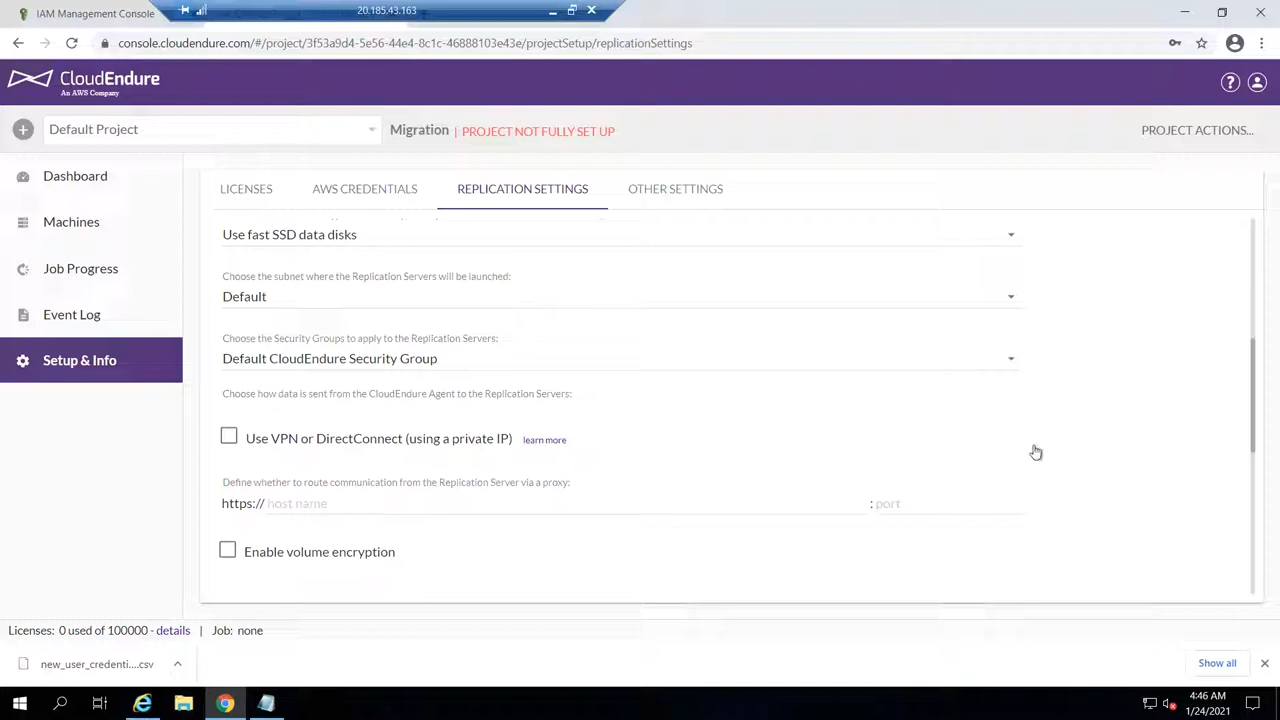 IAM Management Console
20.185.43.163
console.cloudendure.com/#/project/3f53a9d4-5e56-44e4-8c1c-46888103e43e/projectSetup/replicationSettings
CloudEndure
An AWS Company
?
Default Project
Migration | PROJECT NOT FULLY SET UP
PROJECT ACTIONS...
Dashboard
Machines
Job Progress
Event Log
Setup & Info
LICENSES
AWS CREDENTIALS
REPLICATION SETTINGS
OTHER SETTINGS
Use fast SSD data disks
Choose the subnet where the Replication Servers will be launched:
Default
Choose the Security Groups to apply to the Replication Servers:
Default CloudEndure Security Group
Choose how data is sent from the CloudEndure Agent to the Replication Servers:
Use VPN or DirectConnect (using a private IP) learn more
Define whether to route communication from the Replication Server via a proxy:
https:// host name : port
Enable volume encryption
Licenses: 0 used of 100000 - details | Job: none
new_user_credenti....csv
Show all
4:46 AM
1/24/2021